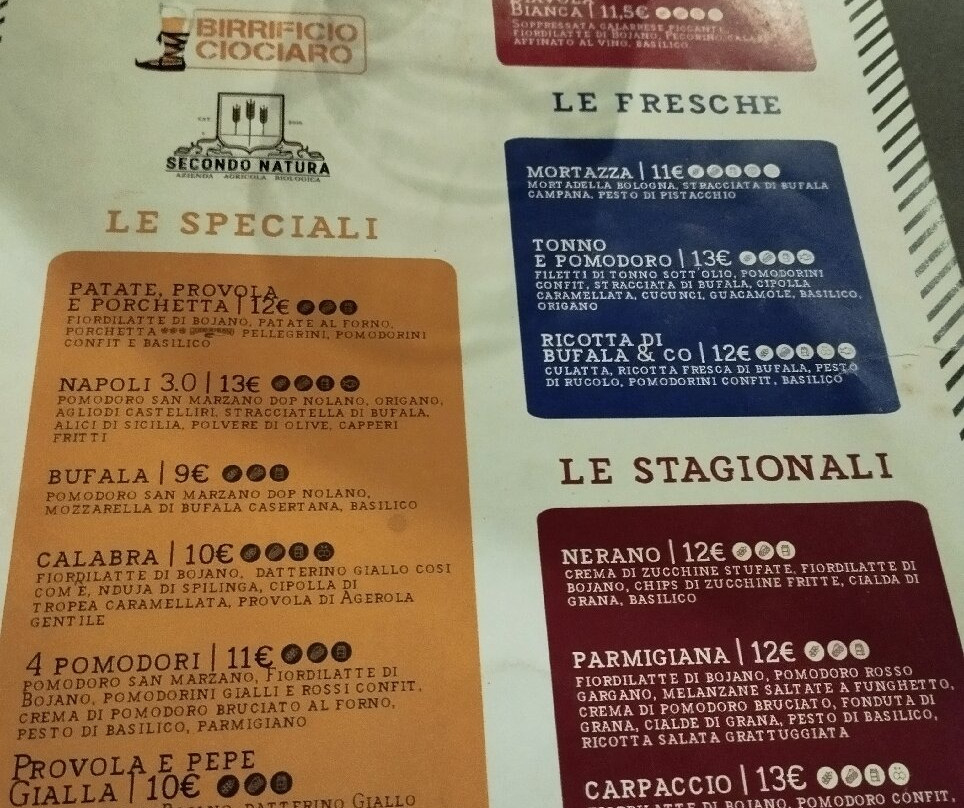 BIRRIFICIO
CIOCIARO
SECONDO NATURA
AZIENDA AGRICOLA BIOLOGICA
LE SPECIALI
PATATE, PROVOLA
E PORCHETTA | 12€
FIORDILATTE DI BOJANO, PATATE AL FORNO,
PORCHETTA PELLEGRINI, POMODORINI
CONFIT E BASILICO
NAPOLI 3.0 | 13€
POMODORO SAN MARZANO DOP NOLANO, ORIGANO,
AGLIODI CASTELLIRI, STRACCIATELLA DI BUFALA,
ALICI DI SICILIA, POLVERE DI OLIVE, CAPPERI
FRITTI
BUFALA | 9€
POMODORO SAN MARZANO DOP NOLANO,
MOZZARELLA DI BUFALA CASERTANA, BASILICO
CALABRA | 10€
FIORDILATTE DI BOJANO, DATTERINO GIALLO COSI
COM'È, NDUJA DI SPILINGA, CIPOLLA DI
TROPEA CARAMELLATA, PROVOLA DI AGEROLA
GENTILE
4 POMODORI | 11€
POMODORO SAN MARZANO, FIORDILATTE DI
BOJANO, POMODORINI GIALLI E ROSSI CONFIT,
CREMA DI POMODORO BRUCIATO AL FORNO,
PESTO DI BASILICO, PARMIGIANO
PROVOLA E PEPE
GIALLA | 10€
BOJANO, DATTERINO GIALLO
BIANCA | 11,5€
SOPPRESSATA CALABRESE PICCANTE,
FIORDILATTE DI BOJANO, PECORINO
AFFINATO AL VINO, BASILICO
LE FRESCHE
MORTAZZA | 11€
MORTADELLA BOLOGNA, STRACCIATA DI BUFALA
CAMPANA, PESTO DI PISTACCHIO
TONNO
E POMODORO | 13€
FILETTI DI TONNO SOTT'OLIO, POMODORINI
CONFIT, STRACCIATA DI BUFALA, CIPOLLA
CARAMELLATA, CUCUNCI, GUACAMOLE, BASILICO,
ORIGANO
RICOTTA DI
BUFALA & CO | 12€
CULATTA, RICOTTA FRESCA DI BUFALA, PESTO
DI RUCOLO, POMODORINI CONFIT, BASILICO
LE STAGIONALI
NERANO | 12€
CREMA DI ZUCCHINE STUFATE, FIORDILATTE DI
BOJANO, CHIPS DI ZUCCHINE FRITTE, CIALDA DI
GRANA, BASILICO
PARMIGIANA | 12€
FIORDILATTE DI BOJANO, POMODORO ROSSO
GARGANO, MELANZANE SALTATE A FUNGHETTO,
CREMA DI POMODORO BRUCIATO, FONDUTA DI
GRANA, CIALDE DI GRANA, PESTO DI BASILICO,
RICOTTA SALATA GRATTUGGIATA
CARPACCIO | 13€
FIORDILATTE DI BOJANO, POMODORO CONFIT,